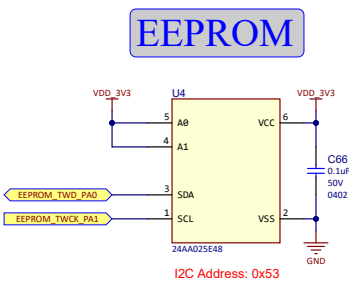 EEPROM
VDD_3V3
U4
VDD_3V3
5 A0 VCC 6
4 A1
C66
0.1uF
50V
0402
EEPROM_TWD_PA0 3 SDA
EEPROM_TWCK_PA1 1 SCL VSS 2
24AA025E48
GND
I2C Address: 0x53